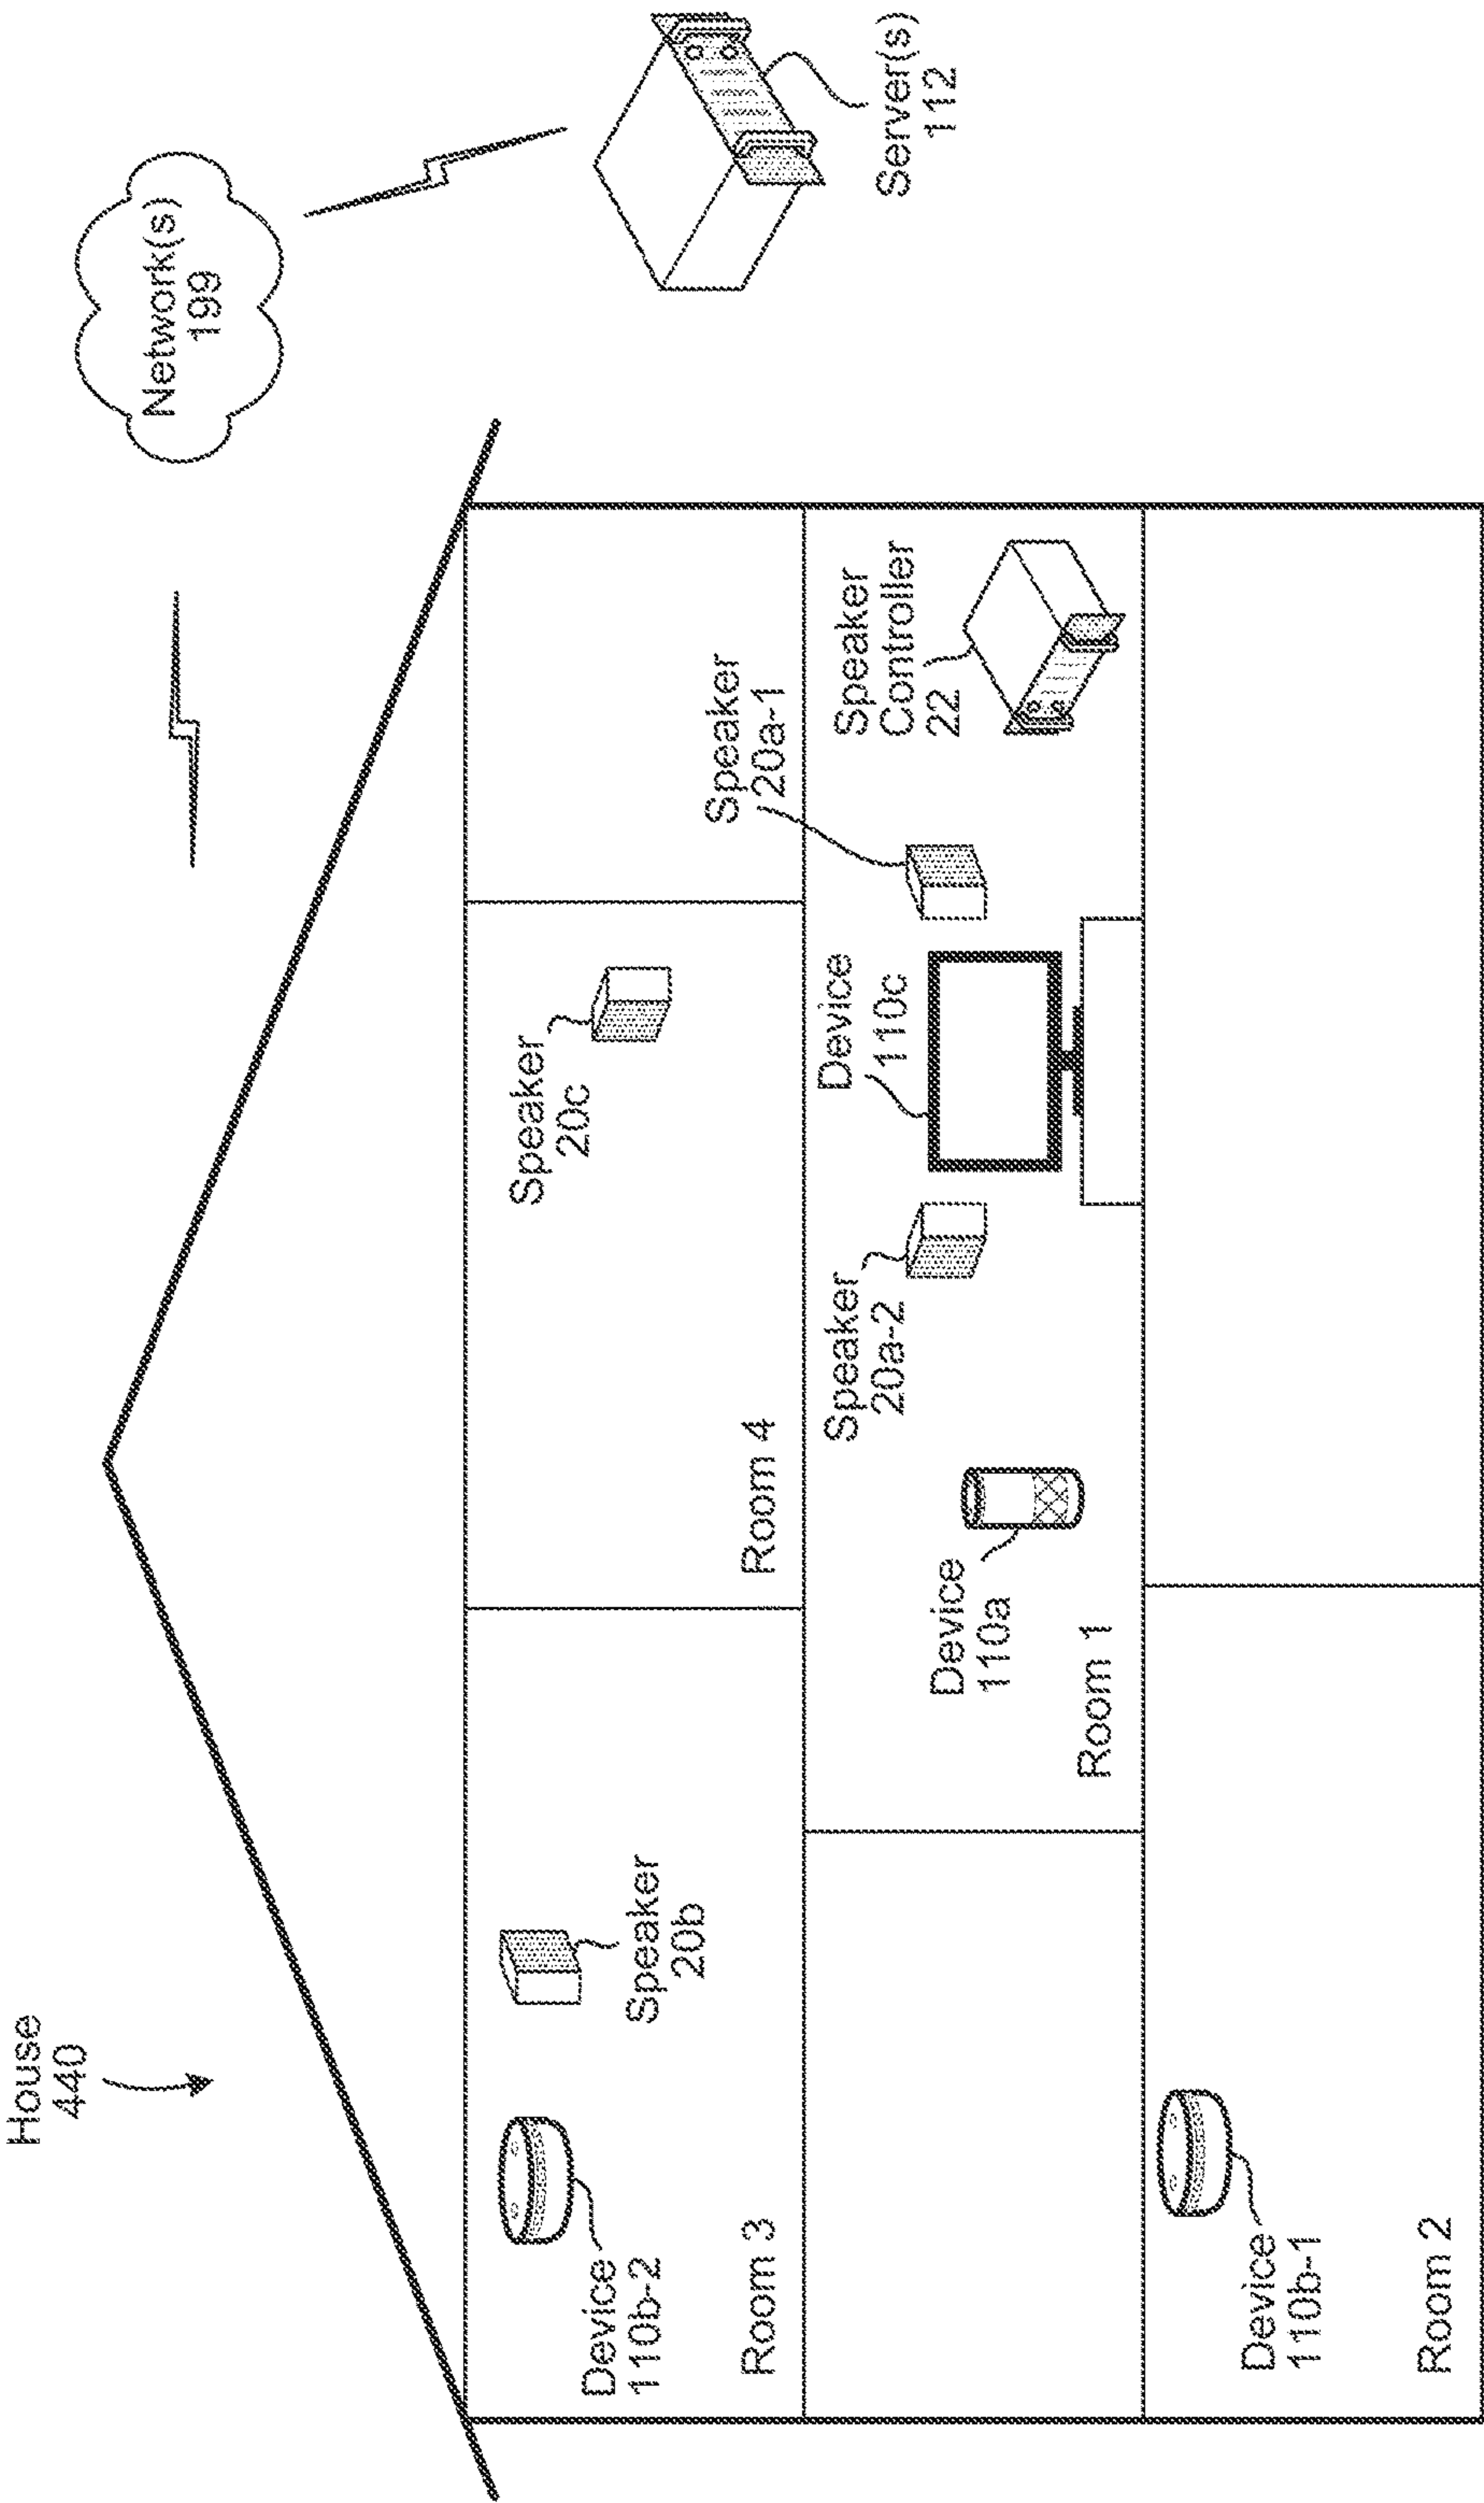 House
440
Network(s)
199
Server(s)
112
Device
110b-2
Speaker
20b
Room 3
Speaker
20c
Room 4
Speaker
20a-1
Device
110a
Room 1
Speaker
20a-2
Device
110c
Speaker
Controller
22
Device
110b-1
Room 2